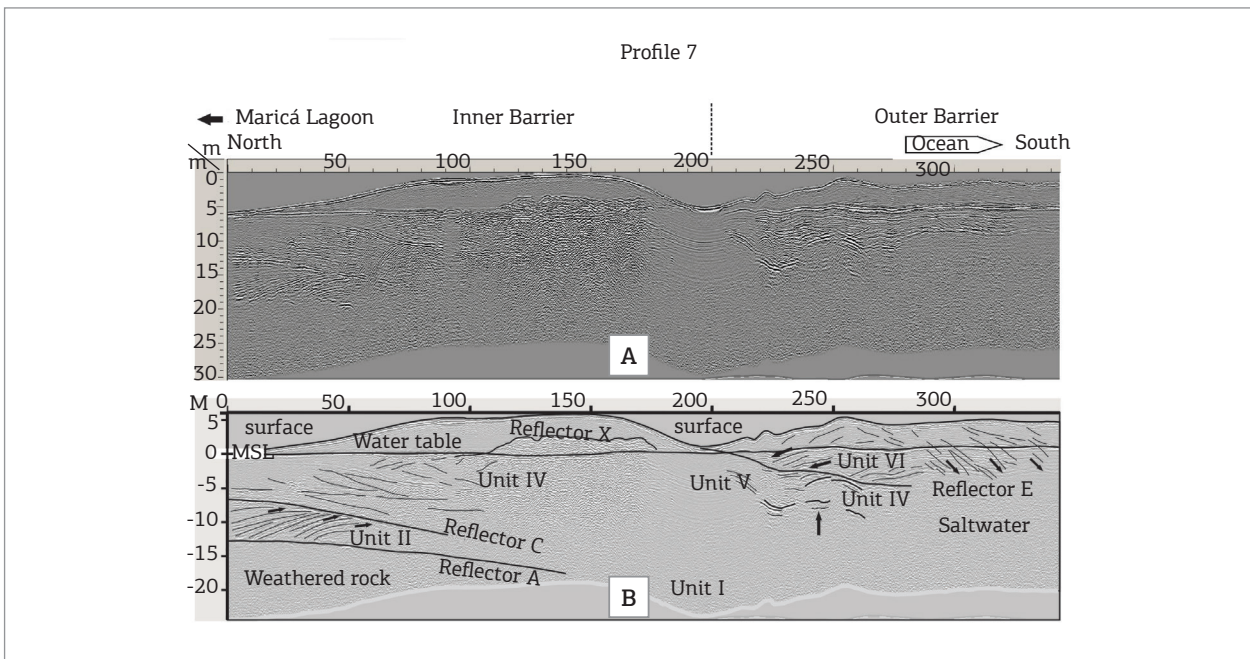 Profile 7
Maricá Lagoon Inner Barrier Outer Barrier
North Ocean South
m
m 50 100 150 200 250 300
0
5
10
15
20
25
30
A
M 0 50 100 150 200 250 300
5
0
-5
-10
-15
-20
surface Reflector X surface
Water table
MSL
Unit VI
Unit IV Unit V Unit IV
Reflector E
Reflector C Saltwater
Unit II
Reflector A
Weathered rock Unit I
B